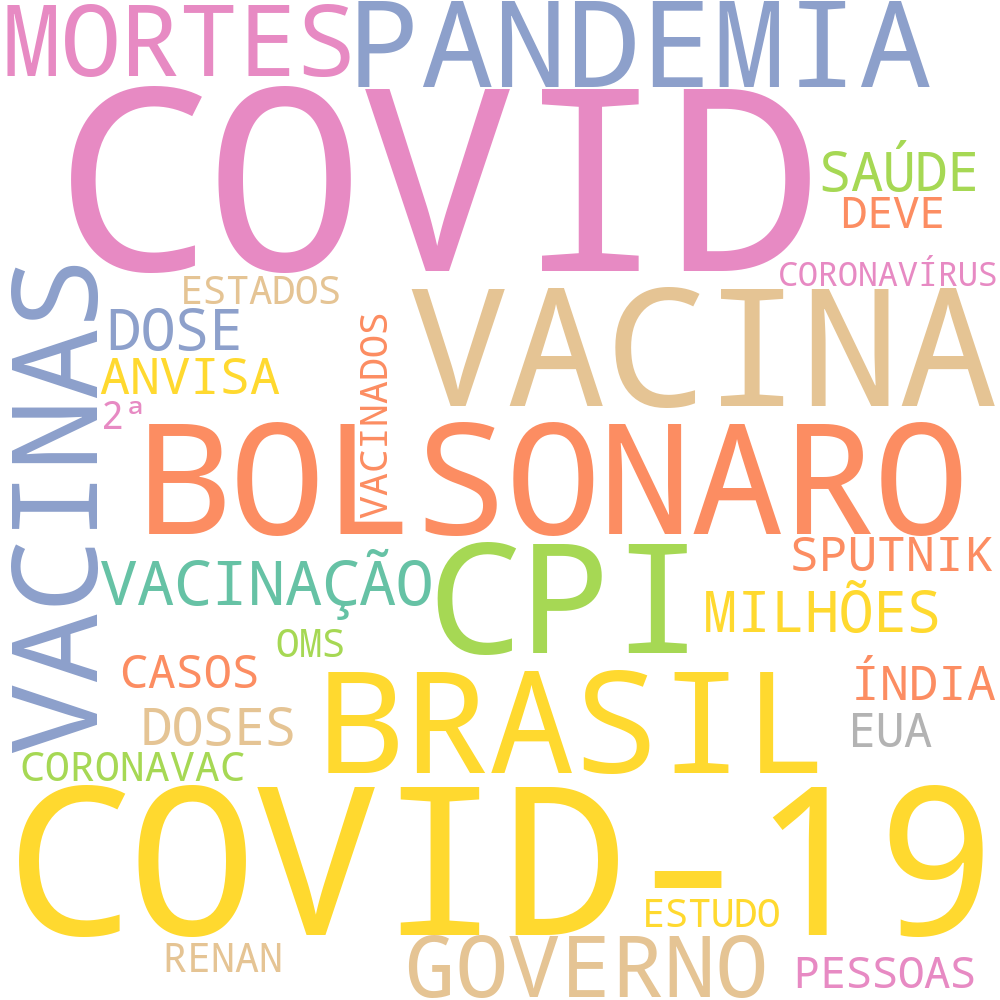 MORTES
PANDEMIA
COVID
SAÚDE
DEVE
CORONAVÍRUS
VACINAS
ESTADOS
DOSE
VACINA
ANVISA
VACINADOS
2ª
BOLSONARO
SPUTNIK
CPI
VACINAÇÃO
MILHÕES
OMS
CASOS
ÍNDIA
BRASIL
DOSES
EUA
CORONAVAC
COVID-19
ESTUDO
RENAN
GOVERNO
PESSOAS